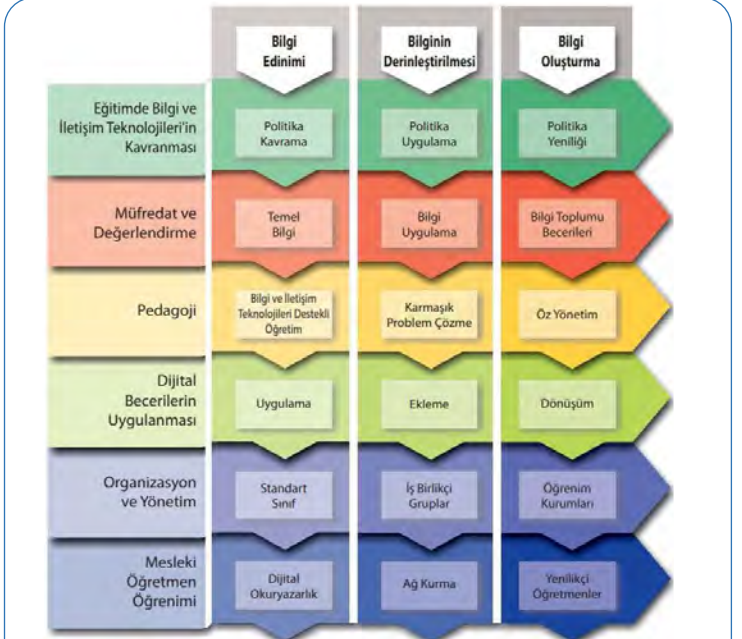 Bilgi
Edinimi
Bilginin
Derinleştirilmesi
Bilgi
Oluşturma
Eğitimde Bilgi ve
İletişim Teknolojileri'in
Kavranması
Politika
Kavrama
Politika
Uygulama
Politika
Yeniliği
Müfredat ve
Değerlendirme
Temel
Bilgi
Bilgi
Uygulama
Bilgi Toplumu
Becerileri
Pedagoji
Bilgi ve İletişim
Teknolojileri Destekli
Öğretim
Karmaşık
Problem Çözme
Öz Yönetim
Dijital
Becerilerin
Uygulanması
Uygulama
Ekleme
Dönüşüm
Organizasyon
ve Yönetim
Standart
Sınıf
İş Birlikçi
Gruplar
Öğrenim
Kurumları
Mesleki
Öğretmen
Öğrenimi
Dijital
Okuryazarlık
Ağ Kurma
Yenilikçi
Öğretmenler